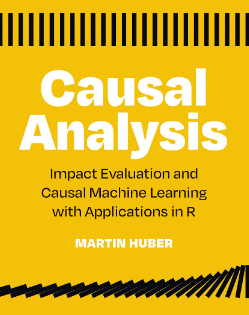 Causal
Analysis
Impact Evaluation and
Causal Machine Learning
with Applications in R
MARTIN HUBER